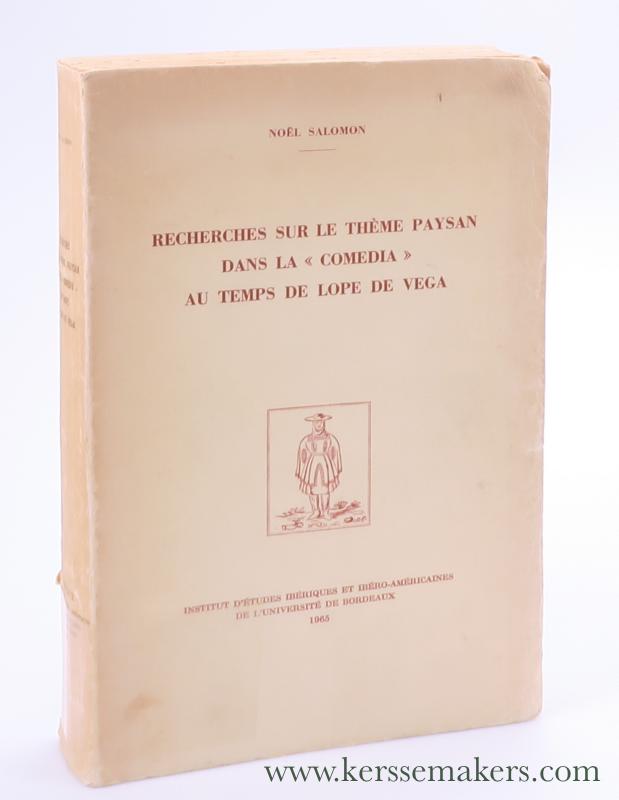 NOËL SALOMON
RECHERCHES SUR LE THÈME PAYSAN
DANS LA « COMEDIA »
AU TEMPS DE LOPE DE VEGA
INSTITUT D'ÉTUDES IBÉRIQUES ET IBÉRO-AMÉRICAINES
DE L'UNIVERSITÉ DE BORDEAUX
1965
www.kerssemakers.com